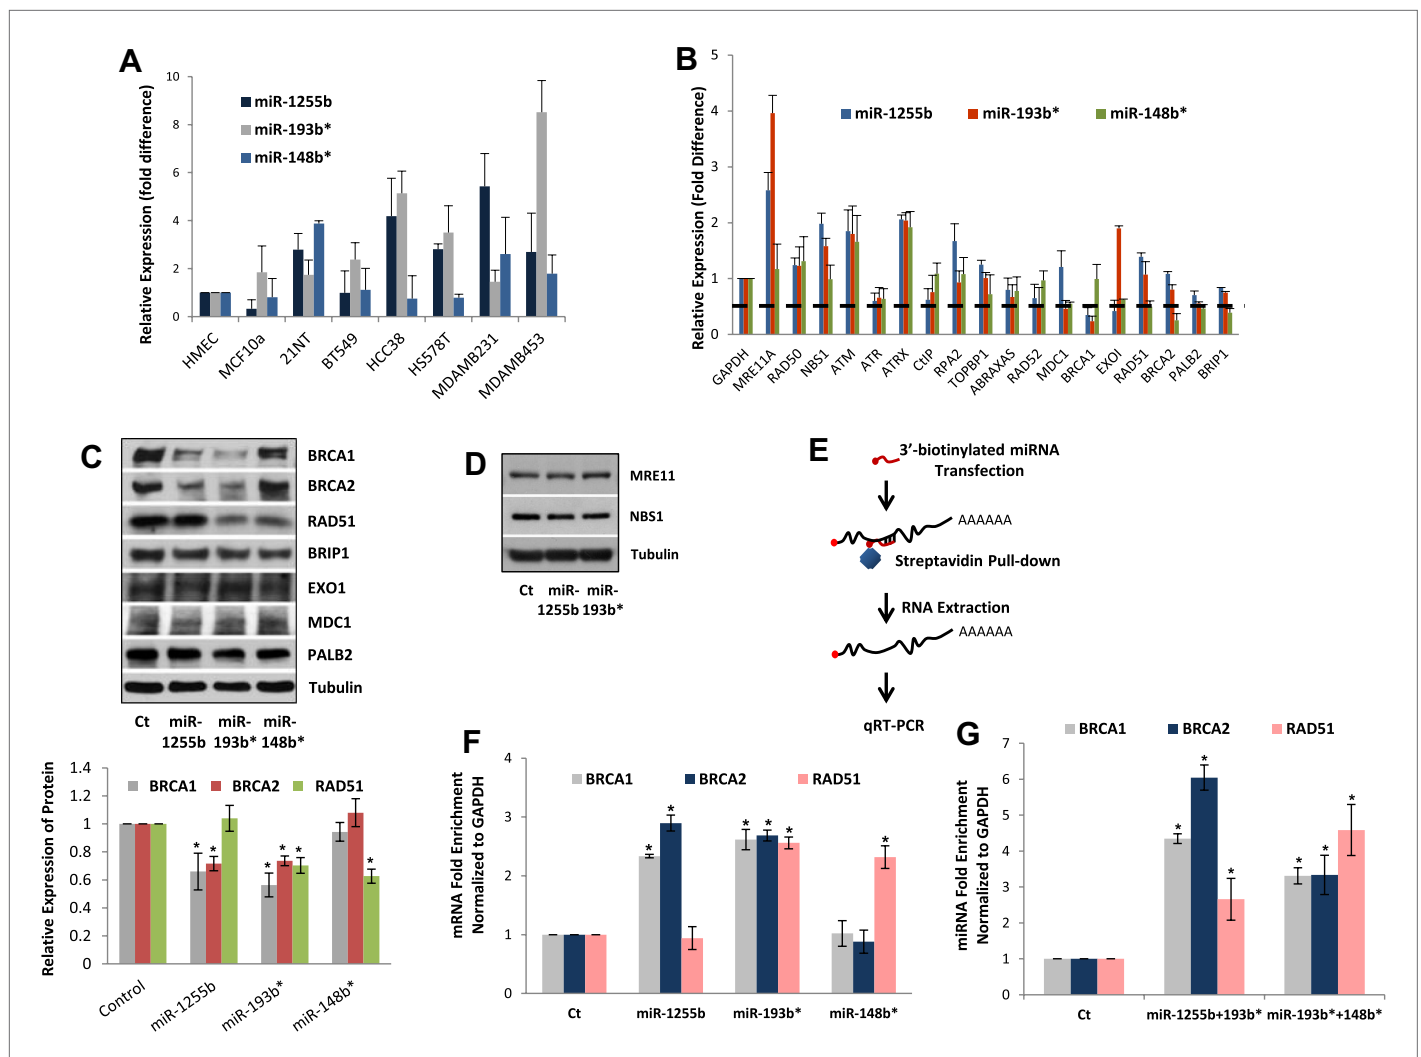 A
Relative Expression (fold difference)
10
8
6
4
2
0
miR-1255b
miR-193b*
miR-148b*
HMEC
MCF10a
21NT
BT549
HCC38
HS578T
MDAMB231
MDAMB453
B
Relative Expression (Fold Difference)
5
4
3
2
1
0
miR-1255b
miR-193b*
miR-148b*
GAPDH
MRE11A
RAD50
NBS1
ATM
ATR
ATRX
CtIP
RPA2
TOPBP1
ABRAXAS
RAD52
MDC1
BRCA1
EXOI
RAD51
BRCA2
PALB2
BRIP1
C
BRCA1
BRCA2
RAD51
BRIP1
EXO1
MDC1
PALB2
Tubulin
Ct miR- miR- miR-
1255b 193b* 148b*
Relative Expression of Protein
1.4
1.2
1
0.8
0.6
0.4
0.2
0
BRCA1 BRCA2 RAD51
* * * * * *
Control
miR-1255b
miR-193b*
miR-148b*
D
MRE11
NBS1
Tubulin
Ct miR- miR-
1255b 193b*
E
3’-biotinylated miRNA
Transfection
AAAAAA
Streptavidin Pull-down
RNA Extraction
AAAAAA
qRT-PCR
F
mRNA Fold Enrichment
Normalized to GAPDH
4
3
2
1
0
BRCA1 BRCA2 RAD51
* * * * * *
Ct miR-1255b miR-193b* miR-148b*
G
miRNA Fold Enrichment
Normalized to GAPDH
7
6
5
4
3
2
1
0
BRCA1 BRCA2 RAD51
* * * * * *
Ct miR-1255b+193b* miR-193b*+148b*